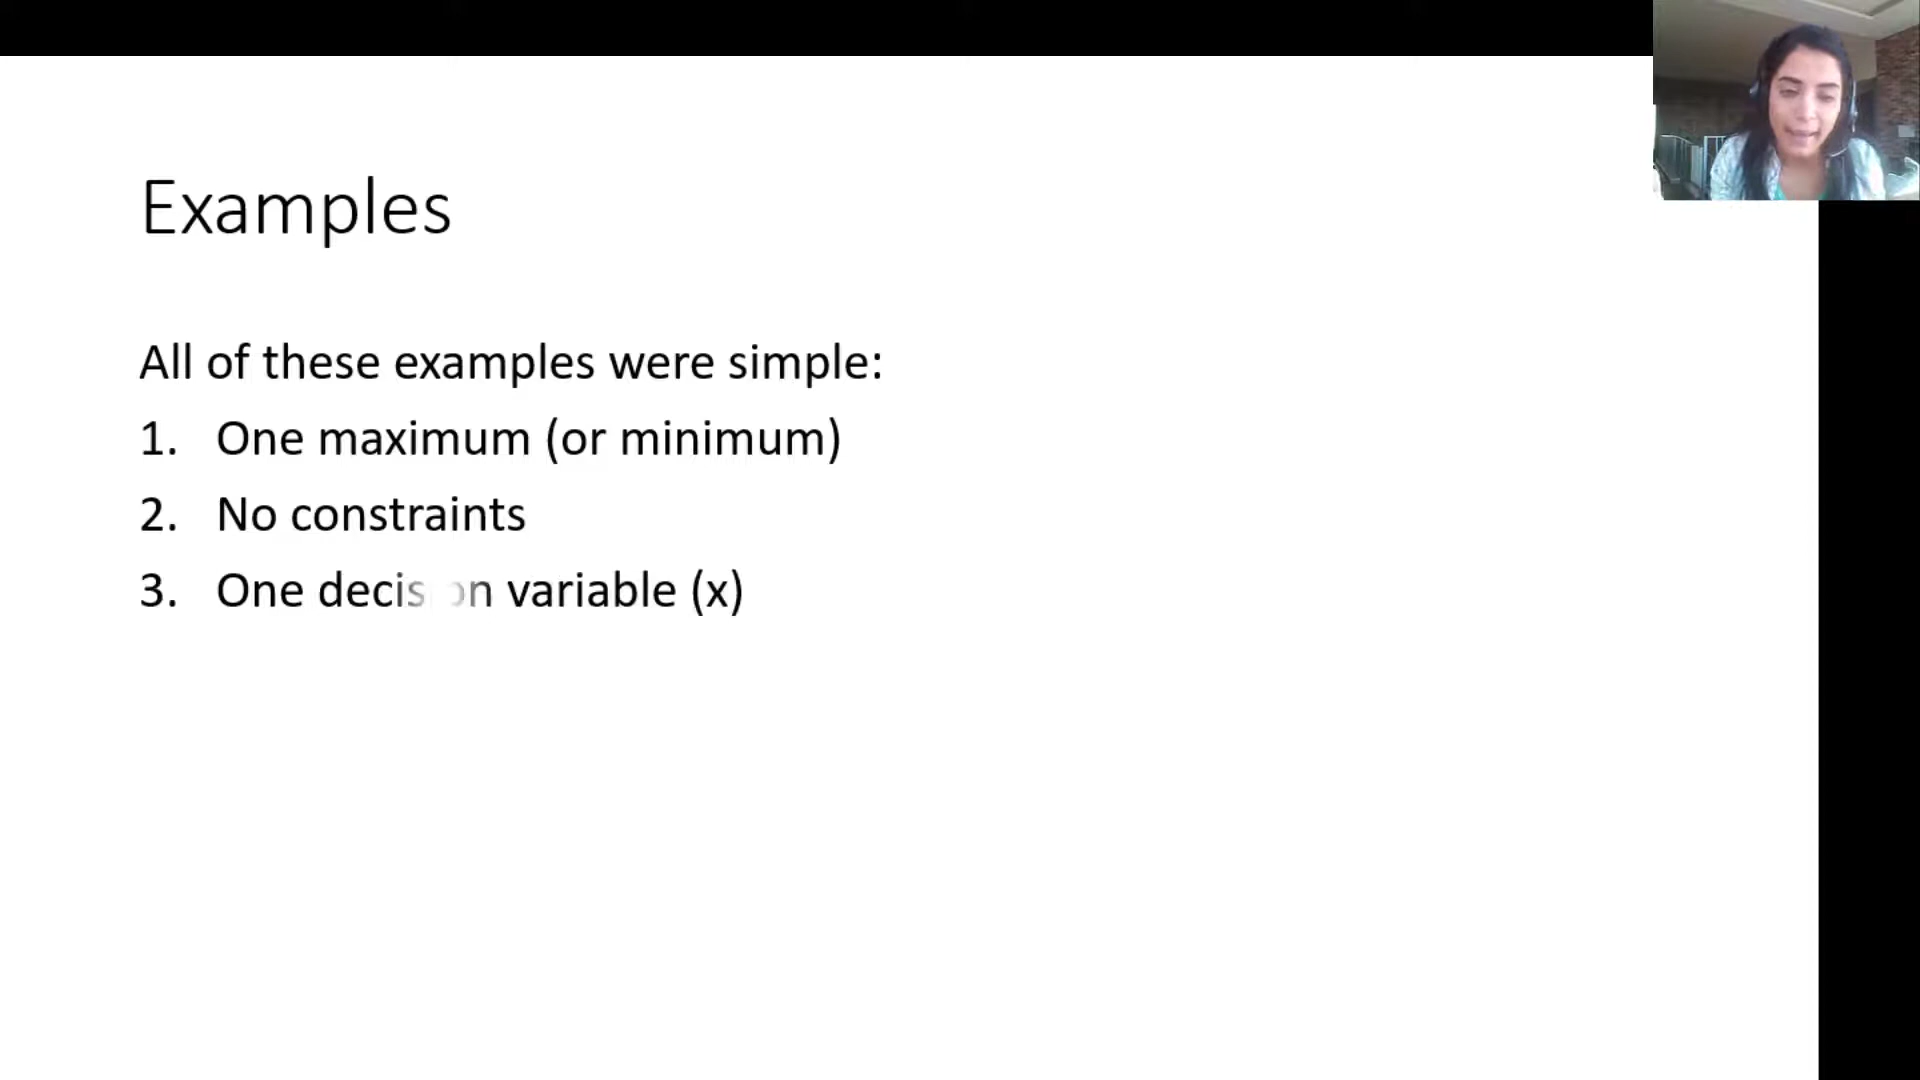 Examples
All of these examples were simple:
1. One maximum (or minimum)
2. No constraints
3. One decision variable (x)